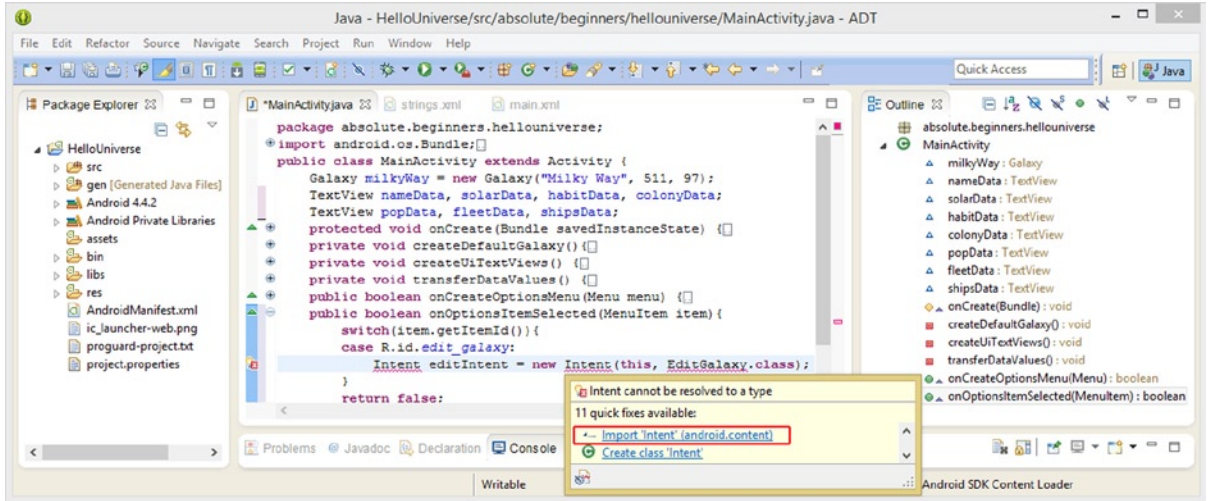 Java - HelloUniverse/src/absolute/beginners/hellouniverse/MainActivity.java - ADT
File Edit Refactor Source Navigate Search Project Run Window Help
Quick Access
Java
Package Explorer
HelloUniverse
src
gen [Generated Java Files]
Android 4.4.2
Android Private Libraries
assets
bin
libs
res
AndroidManifest.xml
ic_launcher-web.png
proguard-project.txt
project.properties
*MainActivity.java strings.xml main.xml
package absolute.beginners.hellouniverse;
import android.os.Bundle;
public class MainActivity extends Activity {
Galaxy milkyWay = new Galaxy("Milky Way", 511, 97);
TextView nameData, solarData, habitData, colonyData;
TextView popData, fleetData, shipsData;
protected void onCreate(Bundle savedInstanceState) {
private void createDefaultGalaxy(){
private void createUiTextViews() {
private void transferDataValues() {
public boolean onCreateOptionsMenu(Menu menu) {
public boolean onOptionsItemSelected(MenuItem item){
switch(item.getItemId()){
case R.id.edit_galaxy:
Intent editIntent = new Intent(this, EditGalaxy.class);
}
return false;
Intent cannot be resolved to a type
11 quick fixes available:
Import 'Intent' (android.content)
Create class 'Intent'
Outline
absolute.beginners.hellouniverse
MainActivity
milkyWay : Galaxy
nameData : TextView
solarData : TextView
habitData : TextView
colonyData : TextView
popData : TextView
fleetData : TextView
shipsData : TextView
onCreate(Bundle) : void
createDefaultGalaxy() : void
createUiTextViews() : void
transferDataValues() : void
onCreateOptionsMenu(Menu) : boolean
onOptionsItemSelected(MenuItem) : boolean
Problems @ Javadoc Declaration Console
Writable
Android SDK Content Loader